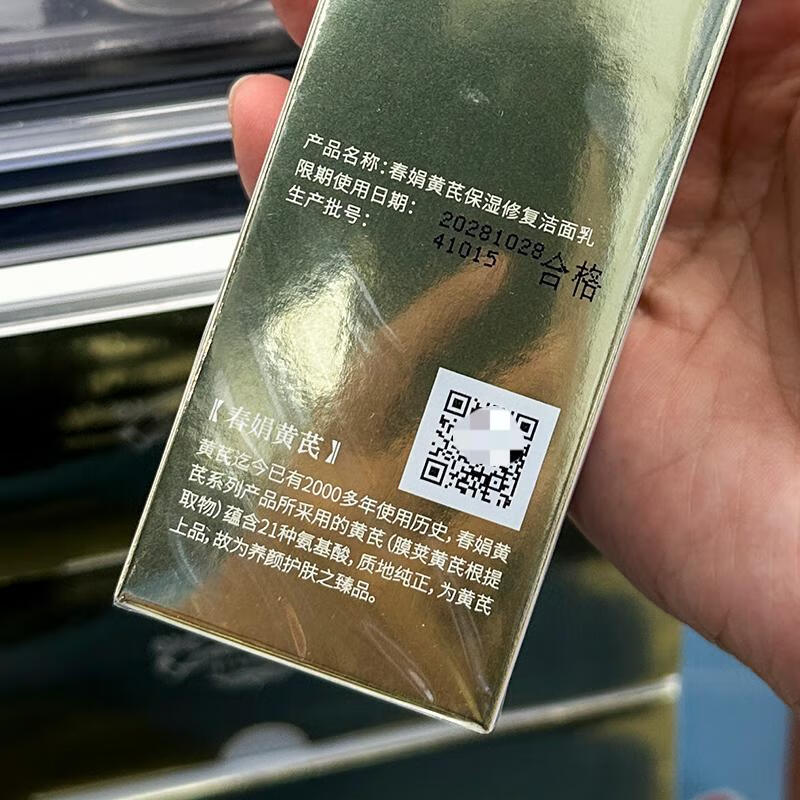 产品名称:春娟黄芪保湿修复洁面乳
限期使用日期: 20281028
生产批号: 41015 合格
【春娟黄芪】
黄芪迄今已有2000多年使用历史, 春娟黄
芪系列产品所采用的黄芪 (膜荚黄芪根提
取物) 蕴含21种氨基酸, 质地纯正, 为黄芪
上品, 故为养颜护肤之臻品。